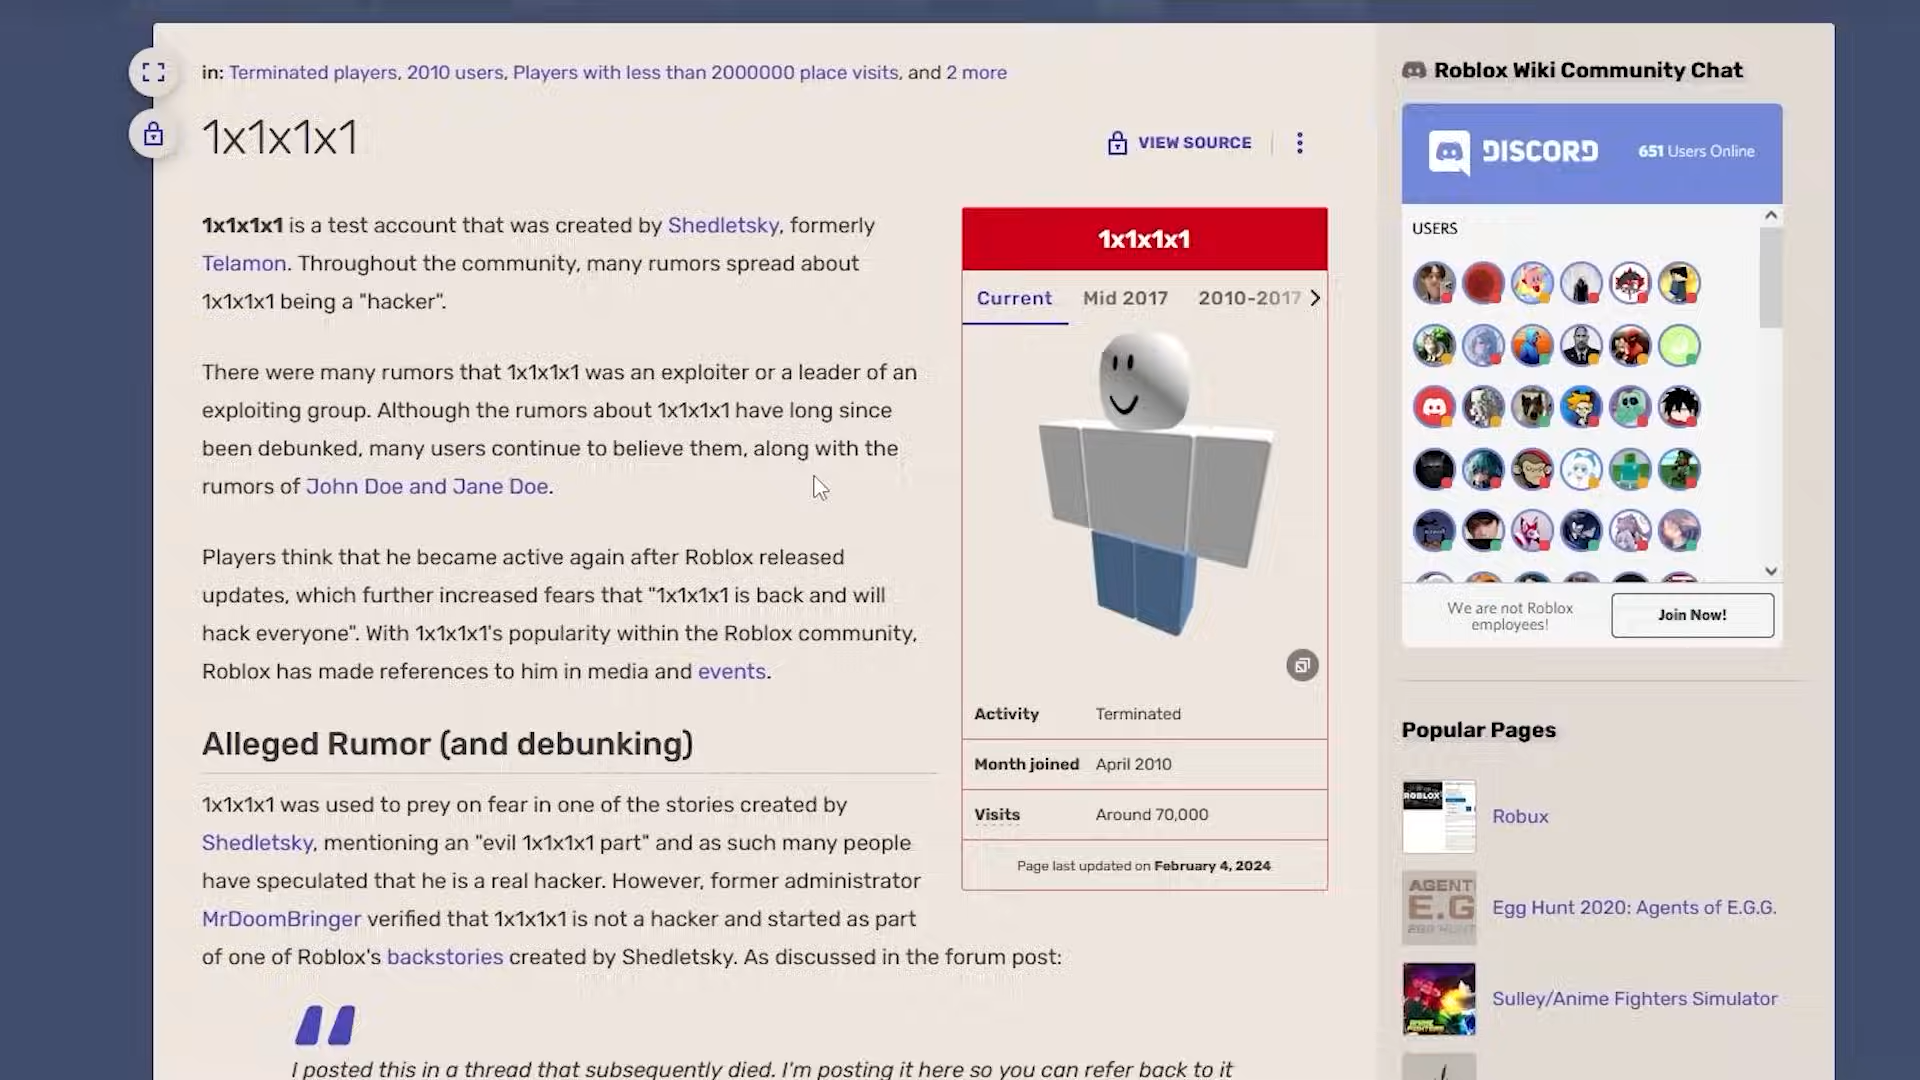 in: Terminated players, 2010 users, Players with less than 2000000 place visits, and 2 more
1x1x1x1
VIEW SOURCE
1x1x1x1 is a test account that was created by Shedletsky, formerly
Telamon. Throughout the community, many rumors spread about
1x1x1x1 being a "hacker".
There were many rumors that 1x1x1x1 was an exploiter or a leader of an
exploiting group. Although the rumors about 1x1x1x1 have long since
been debunked, many users continue to believe them, along with the
rumors of John Doe and Jane Doe.
Players think that he became active again after Roblox released
updates, which further increased fears that "1x1x1x1 is back and will
hack everyone". With 1x1x1x1's popularity within the Roblox community,
Roblox has made references to him in media and events.
Alleged Rumor (and debunking)
1x1x1x1 was used to prey on fear in one of the stories created by
Shedletsky, mentioning an "evil 1x1x1x1 part" and as such many people
have speculated that he is a real hacker. However, former administrator
MrDoomBringer verified that 1x1x1x1 is not a hacker and started as part
of one of Roblox's backstories created by Shedletsky. As discussed in the forum post:
I posted this in a thread that subsequently died. I'm posting it here so you can refer back to it
1x1x1x1
Current Mid 2017 2010-2017
Activity Terminated
Month joined April 2010
Visits Around 70,000
Page last updated on February 4, 2024
Roblox Wiki Community Chat
DISCORD 651 Users Online
USERS
We are not Roblox
employees!
Join Now!
Popular Pages
ROBLOX
Robux
AGENT
E.G
EGG HUNT
Egg Hunt 2020: Agents of E.G.G.
ANIME
FIGHTERS
Sulley/Anime Fighters Simulator